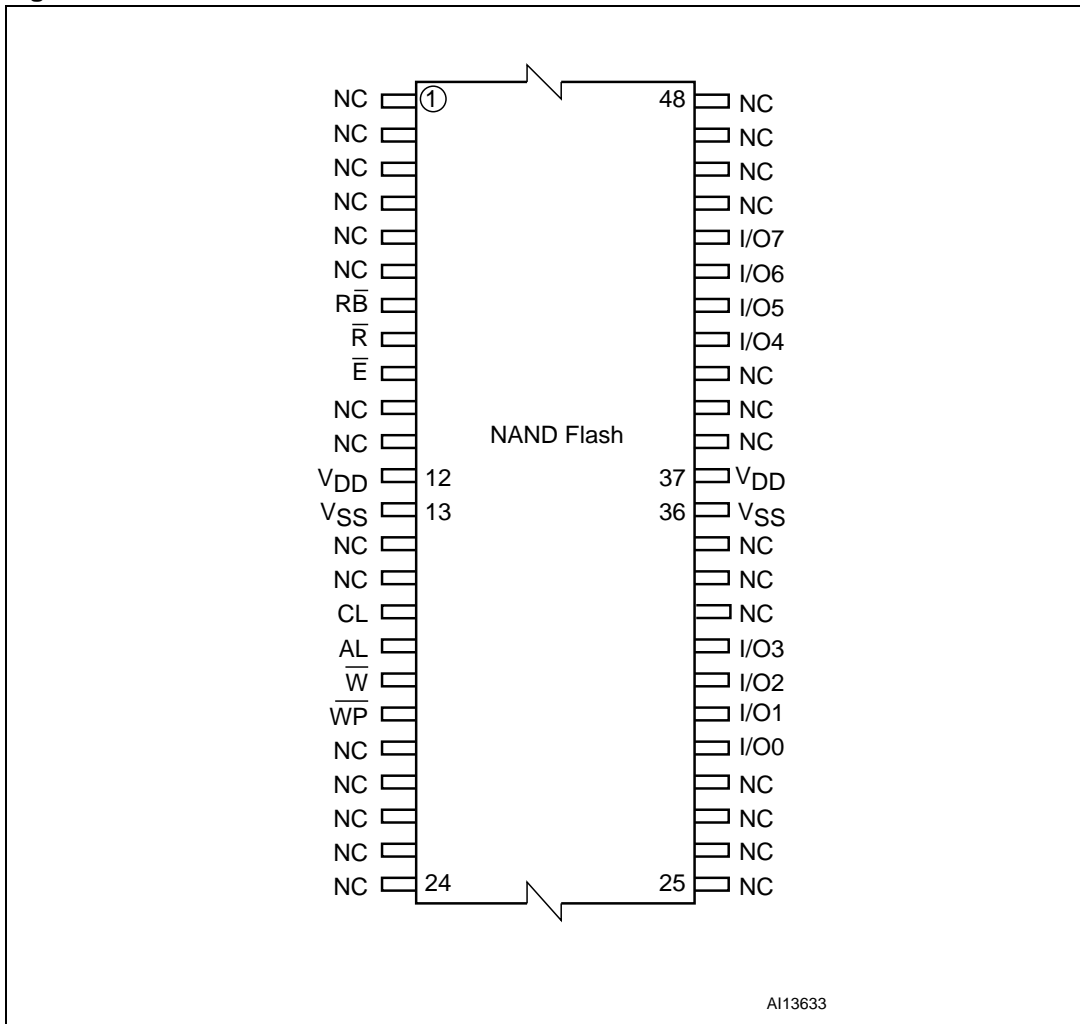 NC 1 48 NC
NC NC
NC NC
NC NC
NC I/O7
NC I/O6
RB̅ I/O5
R̅ I/O4
E̅ NC
NC NC
NAND Flash
NC NC
VDD 12 37 VDD
VSS 13 36 VSS
NC NC
NC NC
CL NC
AL I/O3
W̅ I/O2
W̅P̅ I/O1
NC I/O0
NC NC
NC NC
NC NC
NC 24 25 NC
AI13633